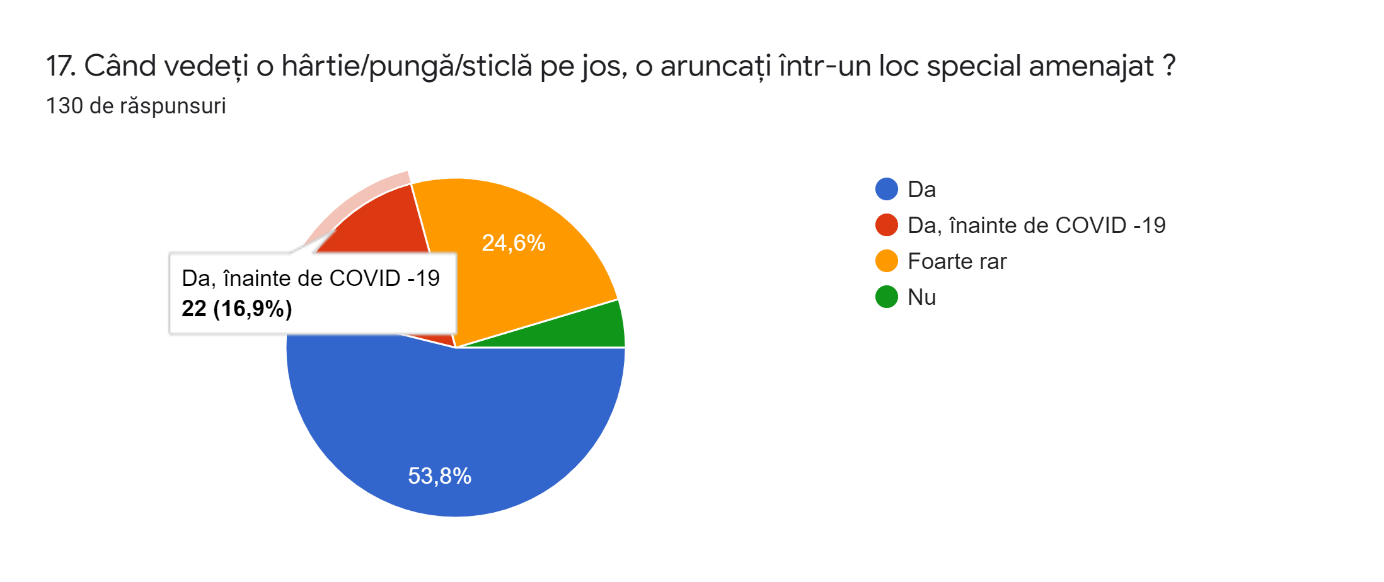 17. Când vedeți o hârtie/pungă/sticlă pe jos, o aruncați într-un loc special amenajat ?
130 de răspunsuri
Da
Da, înainte de COVID -19
Foarte rar
Nu
24,6%
Da, înainte de COVID -19
22 (16,9%)
53,8%